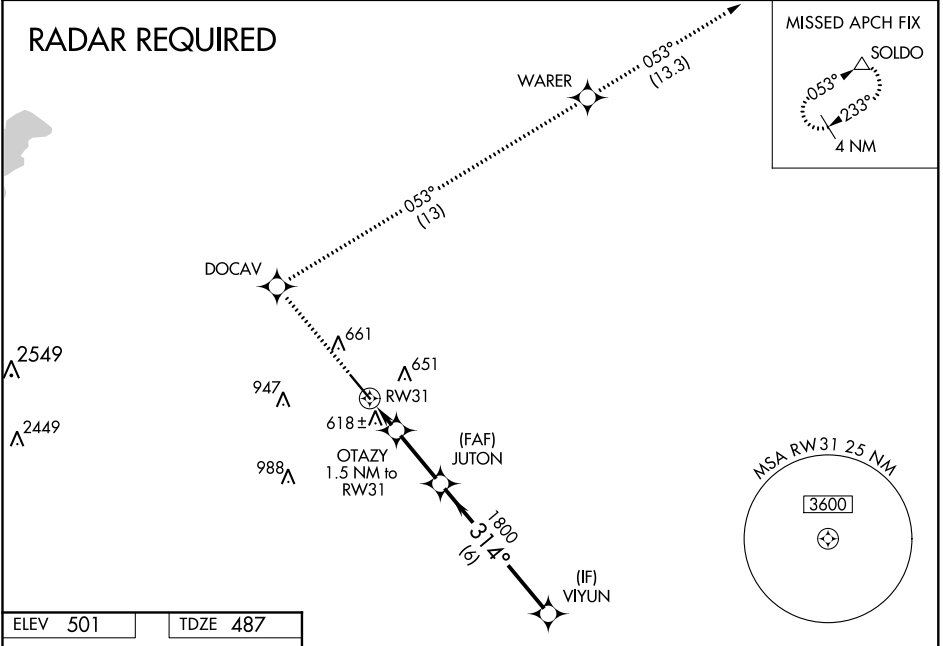 RADAR REQUIRED
MISSED APCH FIX
SOLDO
053°
233°
4 NM
053°
(13.3)
WARER
053°
(13)
DOCAV
661
2549
651
947
RW31
618±
2449
(FAF)
JUTON
OTAZY
1.5 NM to
RW31
988
MSA RW31 25 NM
3600
1800
314°
(6)
(IF)
VIYUN
ELEV 501
TDZE 487